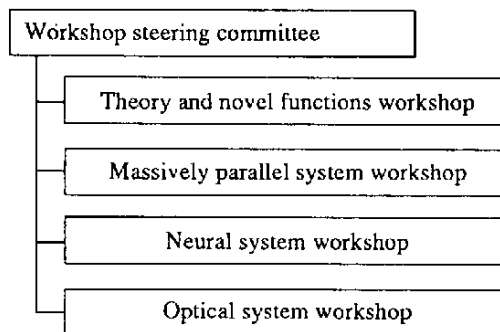 Workshop steering committee
Theory and novel functions workshop
Massively parallel system workshop
Neural system workshop
Optical system workshop